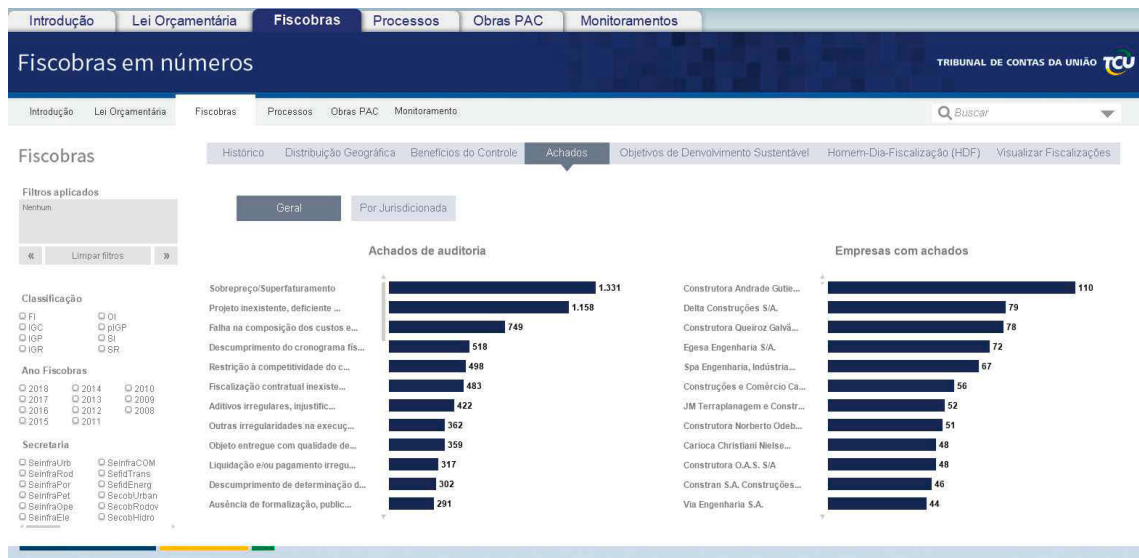 Introdução Lei Orçamentária Fiscobras Processos Obras PAC Monitoramentos
Fiscobras em números
TRIBUNAL DE CONTAS DA UNIÃO TCU
Introdução Lei Orçamentária Fiscobras Processos Obras PAC Monitoramento
Buscar
Fiscobras
Histórico Distribuição Geográfica Benefícios do Controle Achados Objetivos de Denvolvimento Sustentável Homem-Dia-Fiscalização (HDF) Visualizar Fiscalizações
Filtros aplicados
Nenhum
« Limpar filtros »
Geral Por Jurisdicionada
Classificação
FI OI
IGC pIGP
IGP SI
IGR SR
Ano Fiscobras
2018 2014 2010
2017 2013 2009
2016 2012 2008
2015 2011
Secretaria
SeinfraUrb SeinfraCOM
SeinfraRod SefidTrans
SeinfraPor SefidEnerg
SeinfraPet SecobUrban
SeinfraOpe SecobRodov
SeinfraEle SecobHidro
Achados de auditoria
Sobrepreço/Superfaturamento 1.331
Projeto inexistente, deficiente ... 1.158
Falha na composição dos custos e... 749
Descumprimento do cronograma fís... 518
Restrição à competitividade do c... 498
Fiscalização contratual inexiste... 483
Aditivos irregulares, injustific... 422
Outras irregularidades na execuç... 362
Objeto entregue com qualidade de... 359
Liquidação e/ou pagamento irregu... 317
Descumprimento de determinação d... 302
Ausência de formalização, public... 291
Empresas com achados
Construtora Andrade Gutie... 110
Delta Construções S/A. 79
Construtora Queiroz Galvã... 78
Egesa Engenharia S/A. 72
Spa Engenharia, Indústria... 67
Construções e Comércio Ca... 56
JM Terraplanagem e Constr... 52
Construtora Norberto Odeb... 51
Carioca Christiani Nielse... 48
Construtora O.A.S. S/A 48
Constran S.A. Construções... 46
Via Engenharia S.A. 44